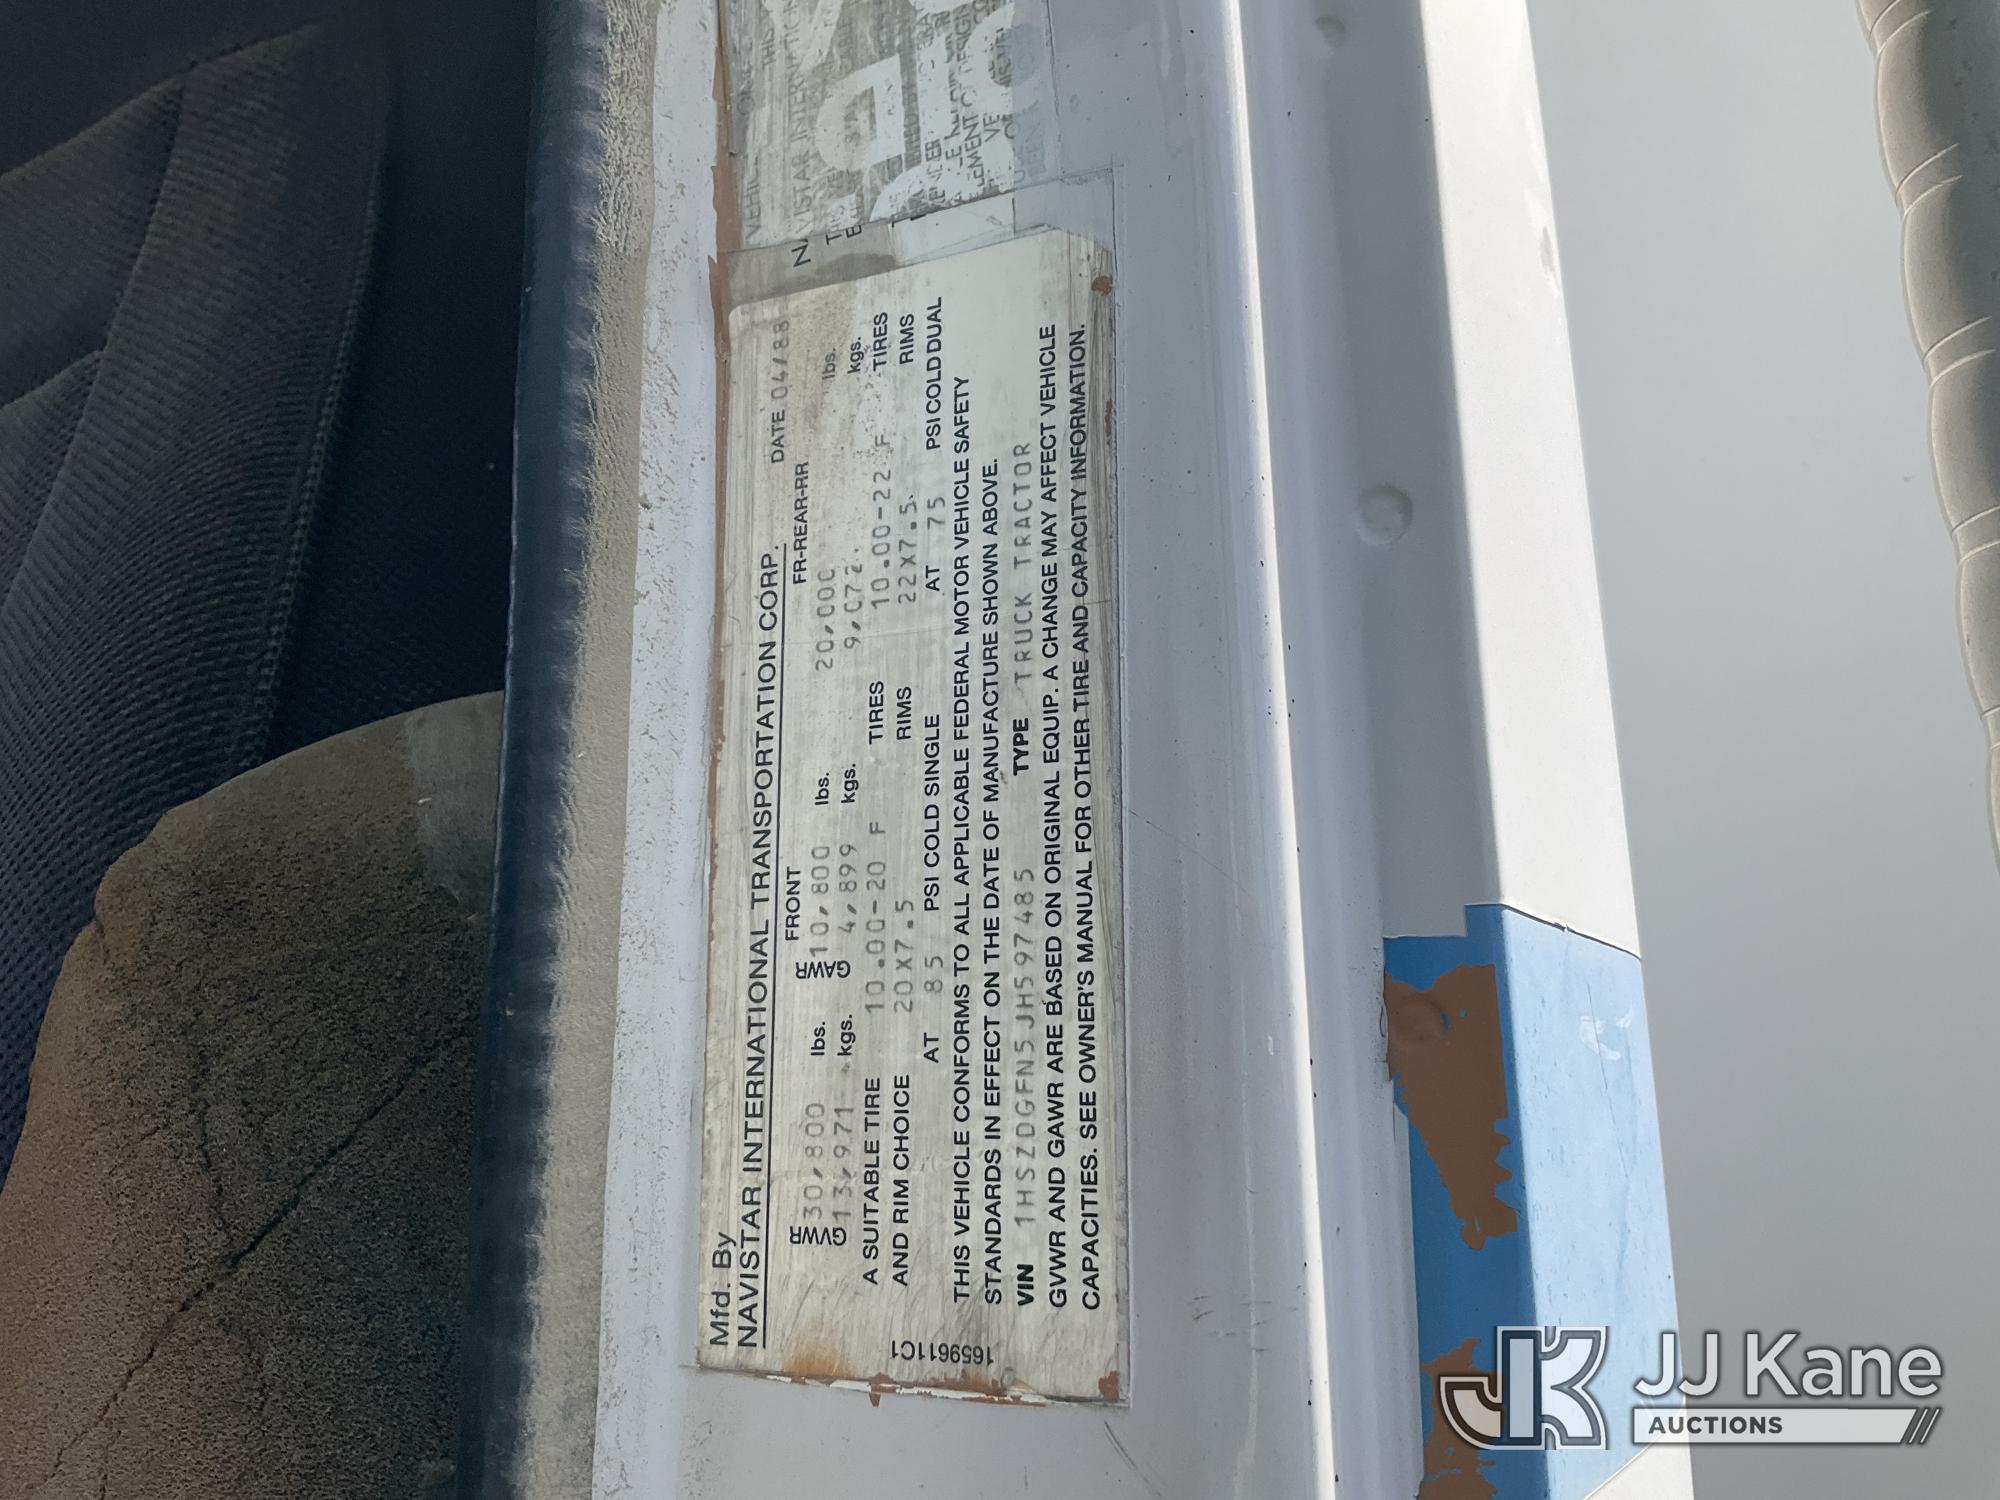 Mfd. By
NAVISTAR INTERNATIONAL TRANSPORTATION CORP.
DATE 04/88
FRONT FR-REAR-RR
GVWR 30,800 lbs. GAWR 10,800 lbs. 20,000 lbs.
13,971 kgs. 4,899 kgs. 9,072 kgs.
A SUITABLE TIRE 10.00-20 F TIRES 10.00-22 F TIRES
AND RIM CHOICE 20X7.5 RIMS 22X7.5 RIMS
AT 85 PSI COLD SINGLE AT 75 PSI COLD DUAL
THIS VEHICLE CONFORMS TO ALL APPLICABLE FEDERAL MOTOR VEHICLE SAFETY
STANDARDS IN EFFECT ON THE DATE OF MANUFACTURE SHOWN ABOVE.
VIN 1HSZDGFN5JH597485 TYPE TRUCK TRACTOR
GVWR AND GAWR ARE BASED ON ORIGINAL EQUIP. A CHANGE MAY AFFECT VEHICLE
CAPACITIES. SEE OWNER'S MANUAL FOR OTHER TIRE AND CAPACITY INFORMATION.
1659611C1
JK JJ Kane
AUCTIONS